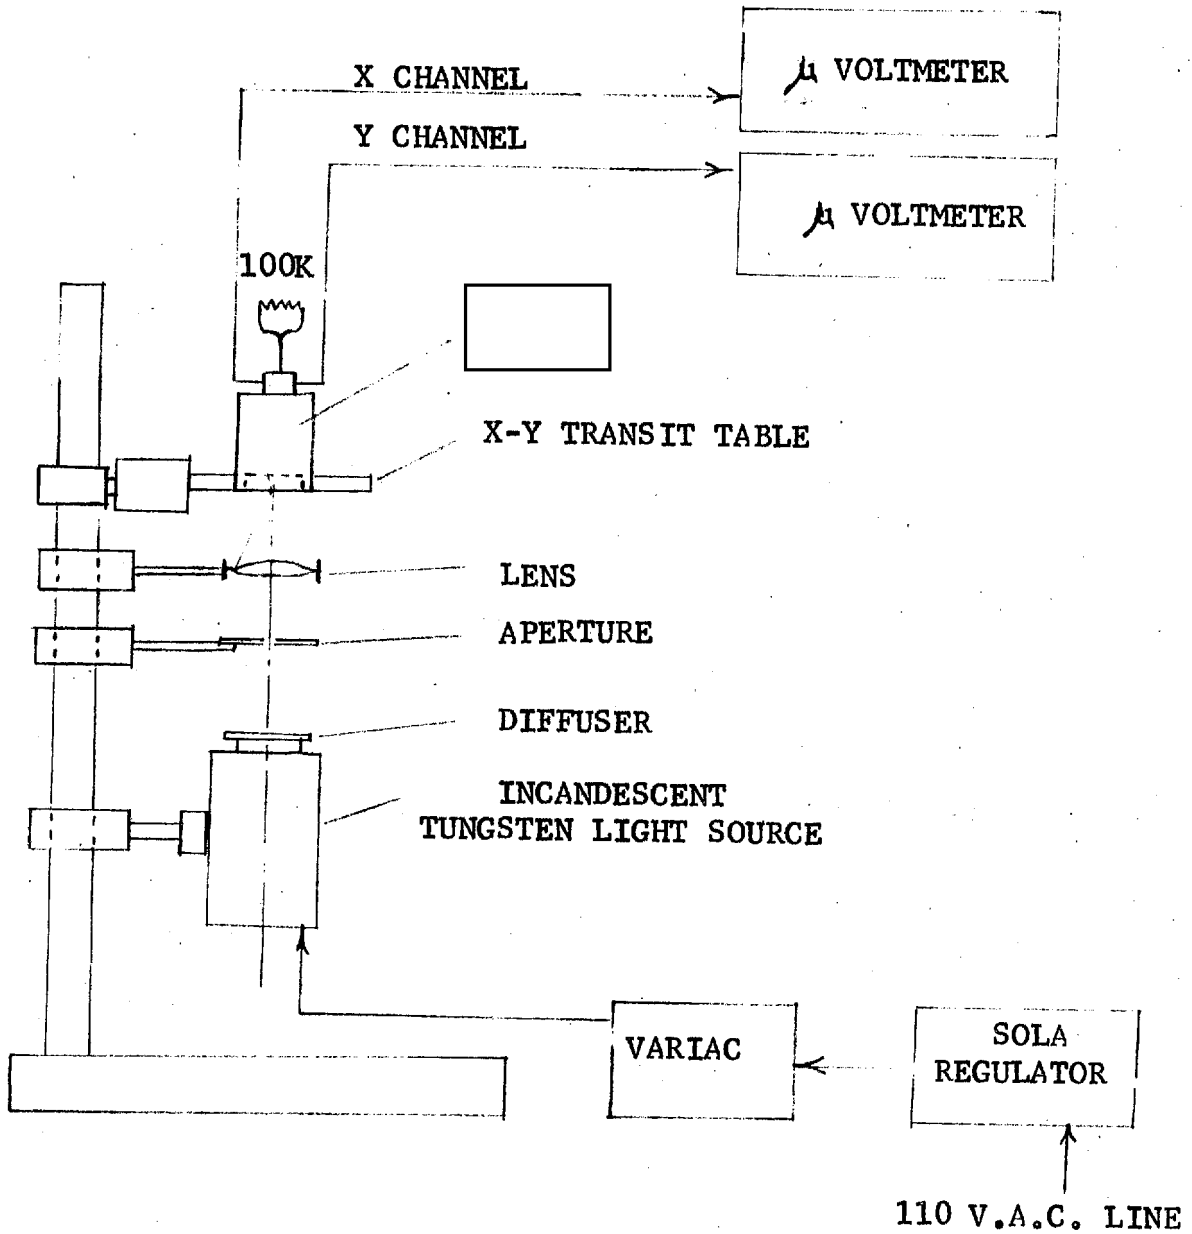 X CHANNEL
μ VOLTMETER
Y CHANNEL
μ VOLTMETER
100K
X-Y TRANSIT TABLE
LENS
APERTURE
DIFFUSER
INCANDESCENT
TUNGSTEN LIGHT SOURCE
VARIAC
SOLA
REGULATOR
110 V.A.C. LINE